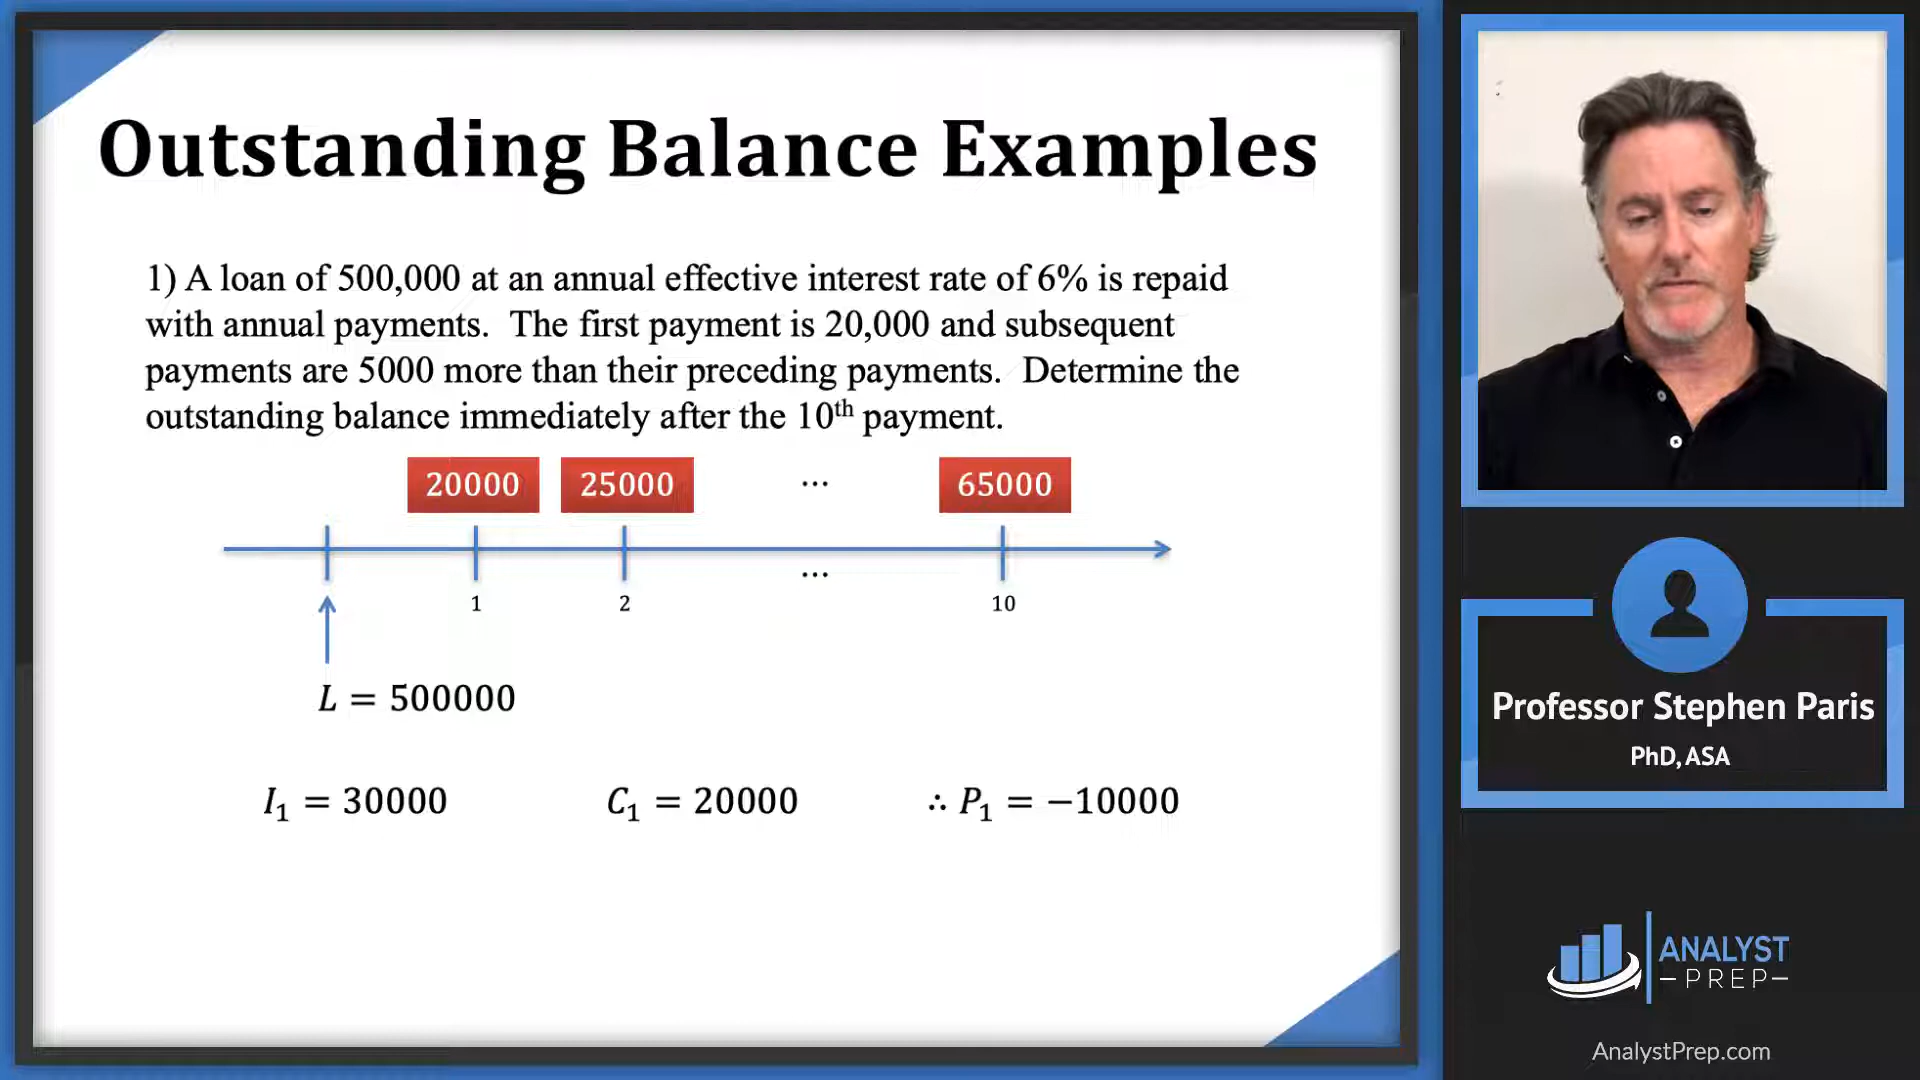 Outstanding Balance Examples
1) A loan of 500,000 at an annual effective interest rate of 6% is repaid
with annual payments. The first payment is 20,000 and subsequent
payments are 5000 more than their preceding payments. Determine the
outstanding balance immediately after the 10th payment.
20000 25000 ... 65000
...
1 2 10
L = 500000
I₁ = 30000 C₁ = 20000 ∴ P₁ = −10000
Professor Stephen Paris
PhD, ASA
ANALYST
PREP
AnalystPrep.com